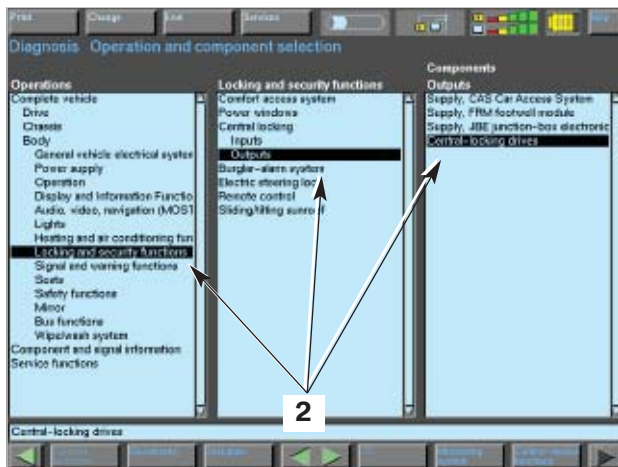 Print
Change
End
Services
Help
Diagnosis Operation and component selection
Operations
Complete vehicle
Drive
Chassis
Body
General vehicle electrical system
Power supply
Operation
Display and Information Functio
Audio, video, navigation (MOST
Lights
Heating and air conditioning fun
Locking and security functions
Signal and warning functions
Seats
Safety functions
Mirror
Bus functions
Wipe/wash system
Component and signal information
Service functions
Locking and security functions
Comfort access system
Power windows
Central locking
Inputs
Outputs
Burglar-alarm system
Electric steering loc
Remote control
Sliding/tilting sunroof
Components
Outputs
Supply, CAS Car Access System
Supply, FRM footwell module
Supply, JBE junction-box electronic
Central-locking drives
2
Central-locking drives